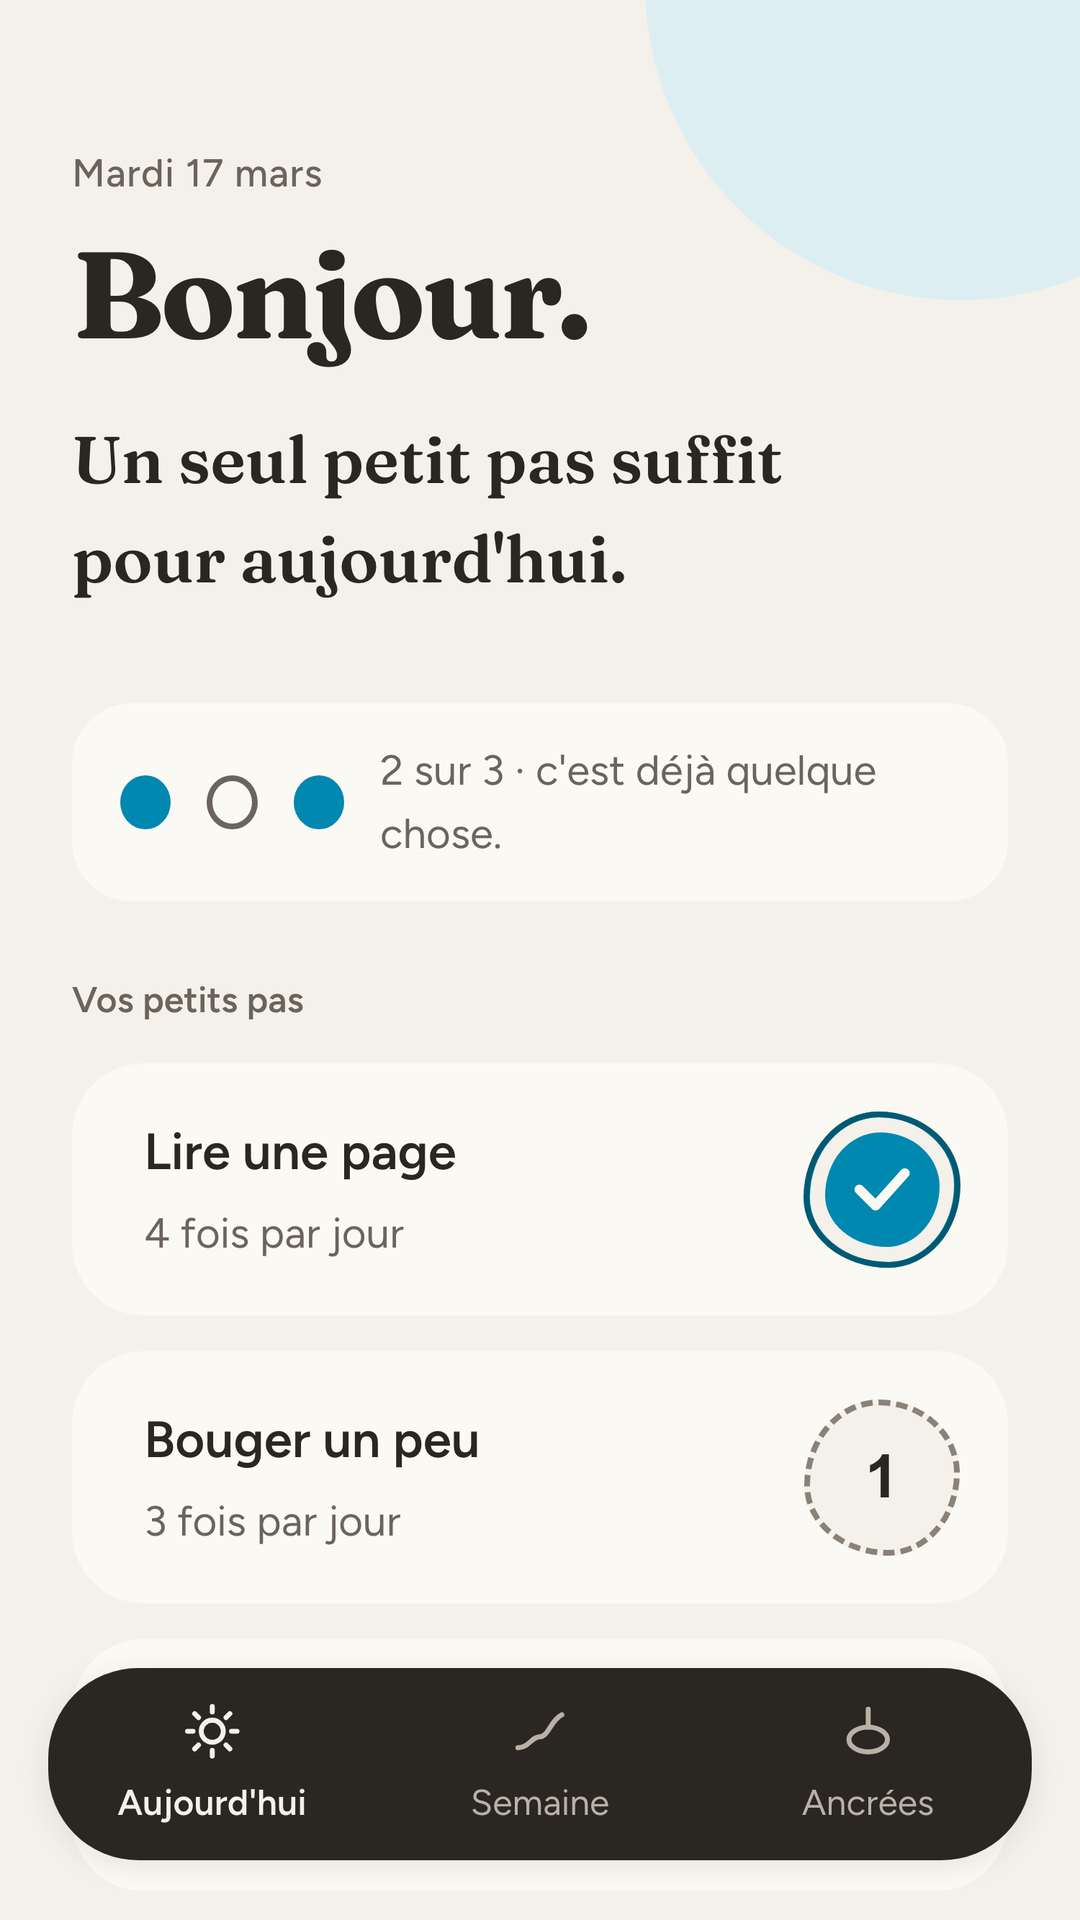 Mardi 17 mars
Bonjour.
Un seul petit pas suffit
pour aujourd'hui.
2 sur 3 · c'est déjà quelque
chose.
Vos petits pas
Lire une page
4 fois par jour
Bouger un peu
3 fois par jour
1
Aujourd'hui
Semaine
Ancrées